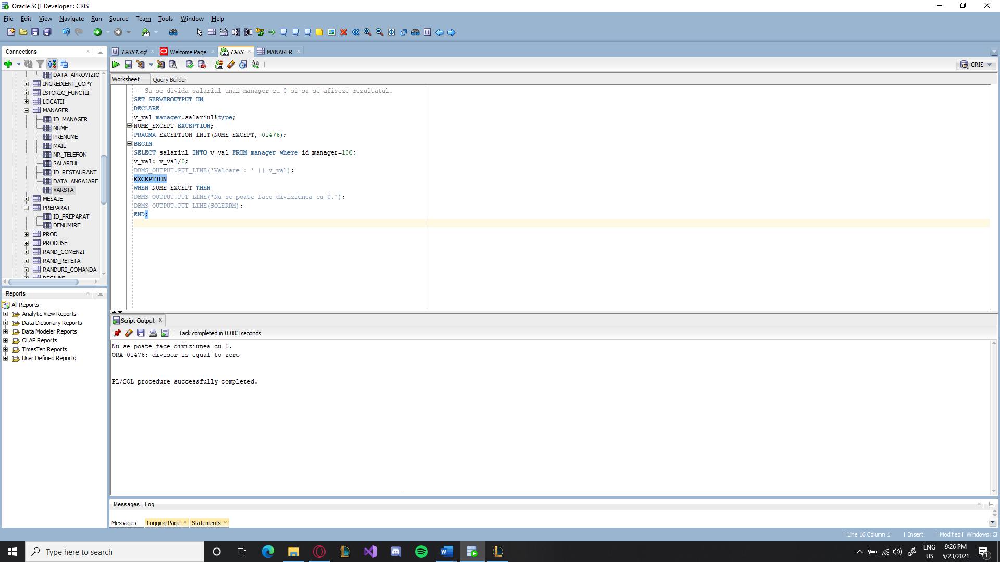 Oracle SQL Developer : CRIS
File Edit View Navigate Run Source Team Tools Window Help
Connections
DATA_APROVIZIO
INGREDIENT_COPY
ISTORIC_FUNCTII
LOCATII
MANAGER
ID_MANAGER
NUME
PRENUME
MAIL
NR_TELEFON
SALARIUL
ID_RESTAURANT
DATA_ANGAJARE
VARSTA
MESAJE
PREPARAT
ID_PREPARAT
DENUMIRE
PROD
PRODUSE
RAND_COMENZI
RAND_RETETA
RANDURI_COMANDA
Reports
All Reports
Analytic View Reports
Data Dictionary Reports
Data Modeler Reports
OLAP Reports
TimesTen Reports
User Defined Reports
CRIS1.sql Welcome Page CRIS MANAGER
CRIS
Worksheet Query Builder
-- Sa se divida salariul unui manager cu 0 si sa se afiseze rezultatul.
SET SERVEROUTPUT ON
DECLARE
v_val manager.salariul%type;
NUME_EXCEPT EXCEPTION;
PRAGMA EXCEPTION_INIT(NUME_EXCEPT,-01476);
BEGIN
SELECT salariul INTO v_val FROM manager where id_manager=100;
v_val:=v_val/0;
DBMS_OUTPUT.PUT_LINE('Valoare : ' || v_val);
EXCEPTION
WHEN NUME_EXCEPT THEN
DBMS_OUTPUT.PUT_LINE('Nu se poate face diviziunea cu 0.');
DBMS_OUTPUT.PUT_LINE(SQLERRM);
END;
Script Output
Task completed in 0.083 seconds
Nu se poate face diviziunea cu 0.
ORA-01476: divisor is equal to zero
PL/SQL procedure successfully completed.
Messages - Log
Messages Logging Page Statements
Line 16 Column 1 Insert Modified Windows: CF
Type here to search
ENG
US
9:26 PM
5/23/2021
1